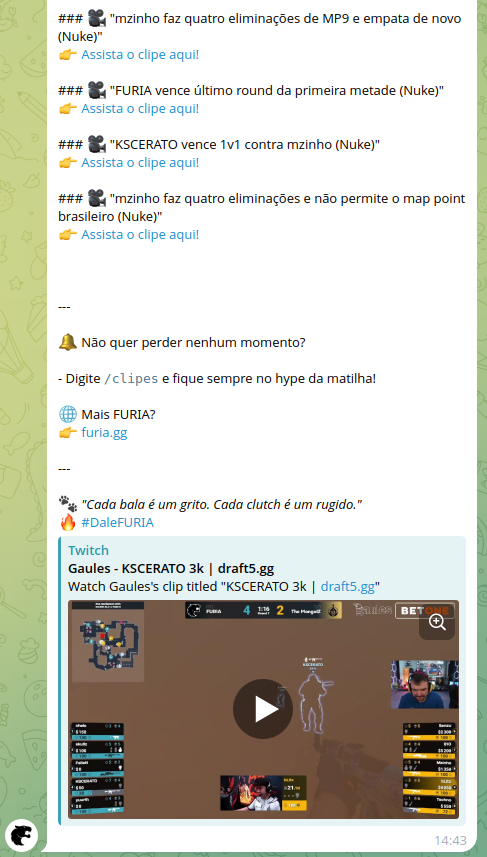 ### 🎥 "mzinho faz quatro eliminações de MP9 e empata de novo
(Nuke)"
👉 Assista o clipe aqui!
### 🎥 "FURIA vence último round da primeira metade (Nuke)"
👉 Assista o clipe aqui!
### 🎥 "KSCERATO vence 1v1 contra mzinho (Nuke)"
👉 Assista o clipe aqui!
### 🎥 "mzinho faz quatro eliminações e não permite o map point
brasileiro (Nuke)"
👉 Assista o clipe aqui!
---
🔔 Não quer perder nenhum momento?
- Digite /clipes e fique sempre no hype da matilha!
🌐 Mais FURIA?
👉 furia.gg
---
🐾 "Cada bala é um grito. Cada clutch é um rugido."
🔥 #DaleFURIA
Twitch
Gaules - KSCERATO 3k | draft5.gg
Watch Gaules's clip titled "KSCERATO 3k | draft5.gg"
FURIA 4 1:16 2 The MongolZ
Gaules
KSCERATO
14:43